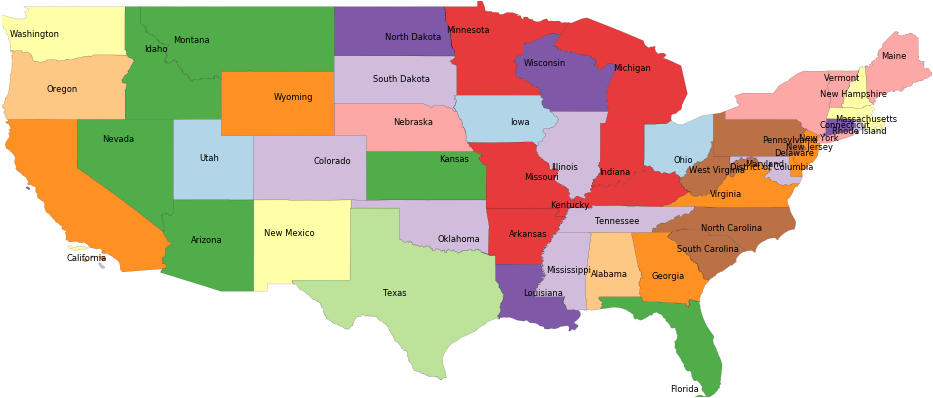 Washington
Idaho
Montana
North Dakota
Minnesota
Wisconsin
Michigan
Maine
Vermont
Oregon
Wyoming
South Dakota
New Hampshire
Nevada
Utah
Colorado
Nebraska
Iowa
Kansas
Massachusetts
Connecticut
Rhode Island
New York
Pennsylvania
New Jersey
Delaware
Illinois
Indiana
Ohio
Maryland
District of Columbia
West Virginia
Missouri
Kentucky
Virginia
California
Arizona
New Mexico
Oklahoma
Arkansas
Tennessee
North Carolina
South Carolina
Texas
Louisiana
Mississippi
Alabama
Georgia
Florida